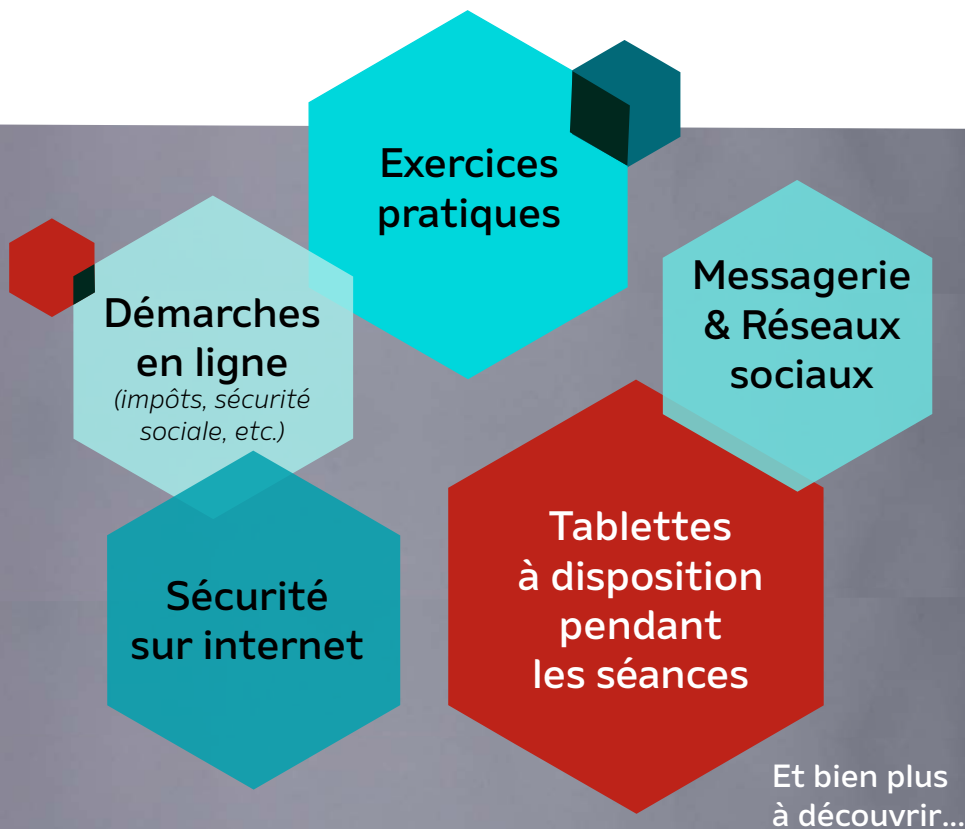 Exercices
pratiques
Démarches
en ligne
(impôts, sécurité
sociale, etc.)
Messagerie
& Réseaux
sociaux
Sécurité
sur internet
Tablettes
à disposition
pendant
les séances
Et bien plus
à découvrir...